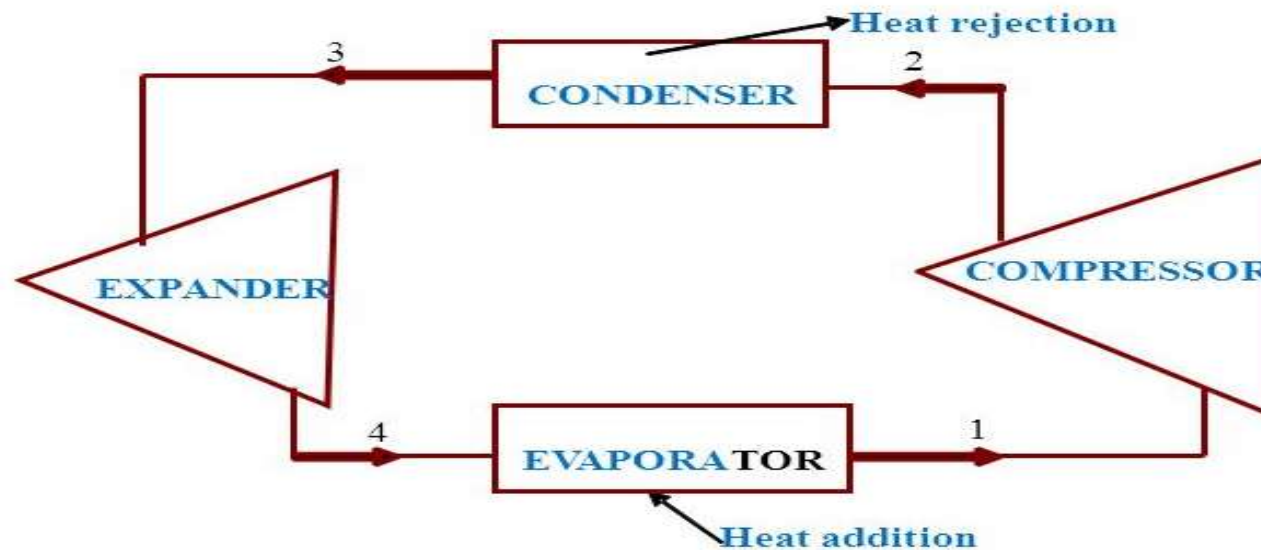 Heat rejection
3
2
CONDENSER
EXPANDER
COMPRESSOR
4
1
EVAPORATOR
Heat addition